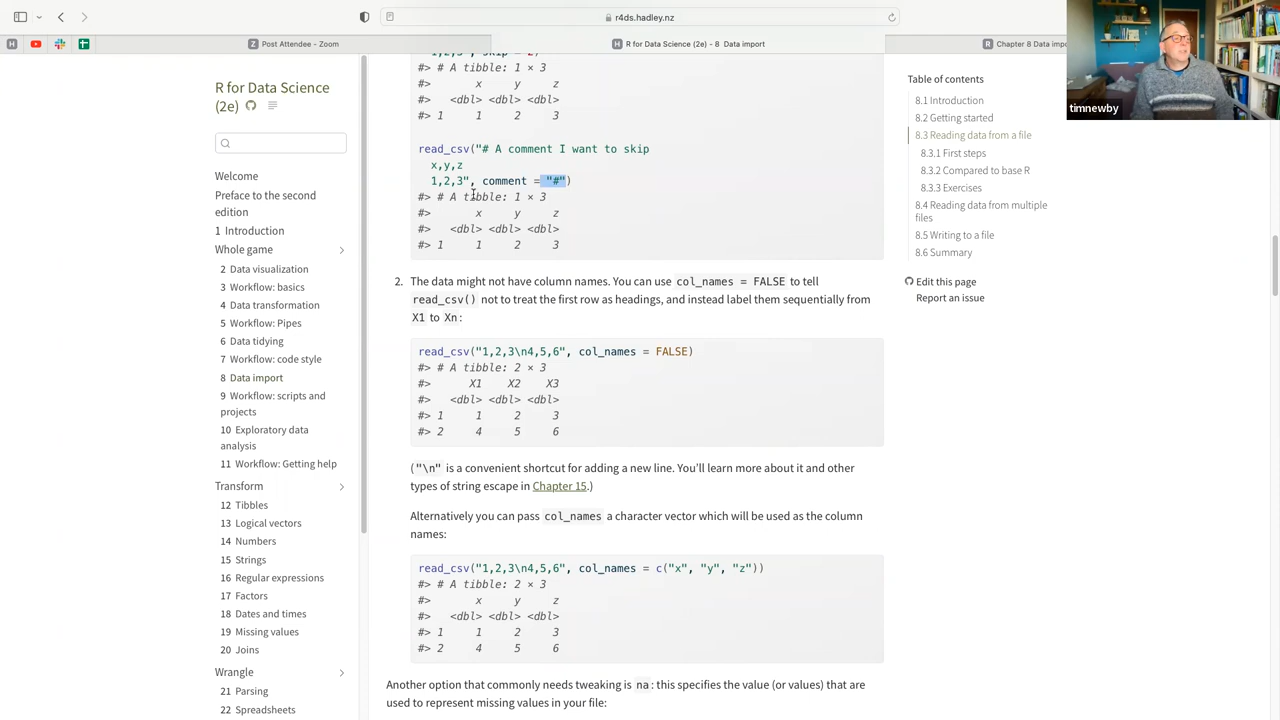 r4ds.hadley.nz
H
Z Post Attendee – Zoom
H R for Data Science (2e) - 8 Data import
R Chapter 8 Data imp
timnewby
R for Data Science
(2e)
Welcome
Preface to the second
edition
1 Introduction
Whole game
2 Data visualization
3 Workflow: basics
4 Data transformation
5 Workflow: Pipes
6 Data tidying
7 Workflow: code style
8 Data import
9 Workflow: scripts and
projects
10 Exploratory data
analysis
11 Workflow: Getting help
Transform
12 Tibbles
13 Logical vectors
14 Numbers
15 Strings
16 Regular expressions
17 Factors
18 Dates and times
19 Missing values
20 Joins
Wrangle
21 Parsing
22 Spreadsheets
#> # A tibble: 1 × 3
#> x y z
#> <dbl> <dbl> <dbl>
#> 1 1 2 3
read_csv("# A comment I want to skip
x,y,z
1,2,3", comment = "#")
#> # A tibble: 1 × 3
#> x y z
#> <dbl> <dbl> <dbl>
#> 1 1 2 3
2. The data might not have column names. You can use col_names = FALSE to tell
read_csv() not to treat the first row as headings, and instead label them sequentially from
X1 to Xn:
read_csv("1,2,3\n4,5,6", col_names = FALSE)
#> # A tibble: 2 × 3
#> X1 X2 X3
#> <dbl> <dbl> <dbl>
#> 1 1 2 3
#> 2 4 5 6
("\n" is a convenient shortcut for adding a new line. You'll learn more about it and other
types of string escape in Chapter 15.)
Alternatively you can pass col_names a character vector which will be used as the column
names:
read_csv("1,2,3\n4,5,6", col_names = c("x", "y", "z"))
#> # A tibble: 2 × 3
#> x y z
#> <dbl> <dbl> <dbl>
#> 1 1 2 3
#> 2 4 5 6
Another option that commonly needs tweaking is na: this specifies the value (or values) that are
used to represent missing values in your file:
Table of contents
8.1 Introduction
8.2 Getting started
8.3 Reading data from a file
8.3.1 First steps
8.3.2 Compared to base R
8.3.3 Exercises
8.4 Reading data from multiple
files
8.5 Writing to a file
8.6 Summary
Edit this page
Report an issue